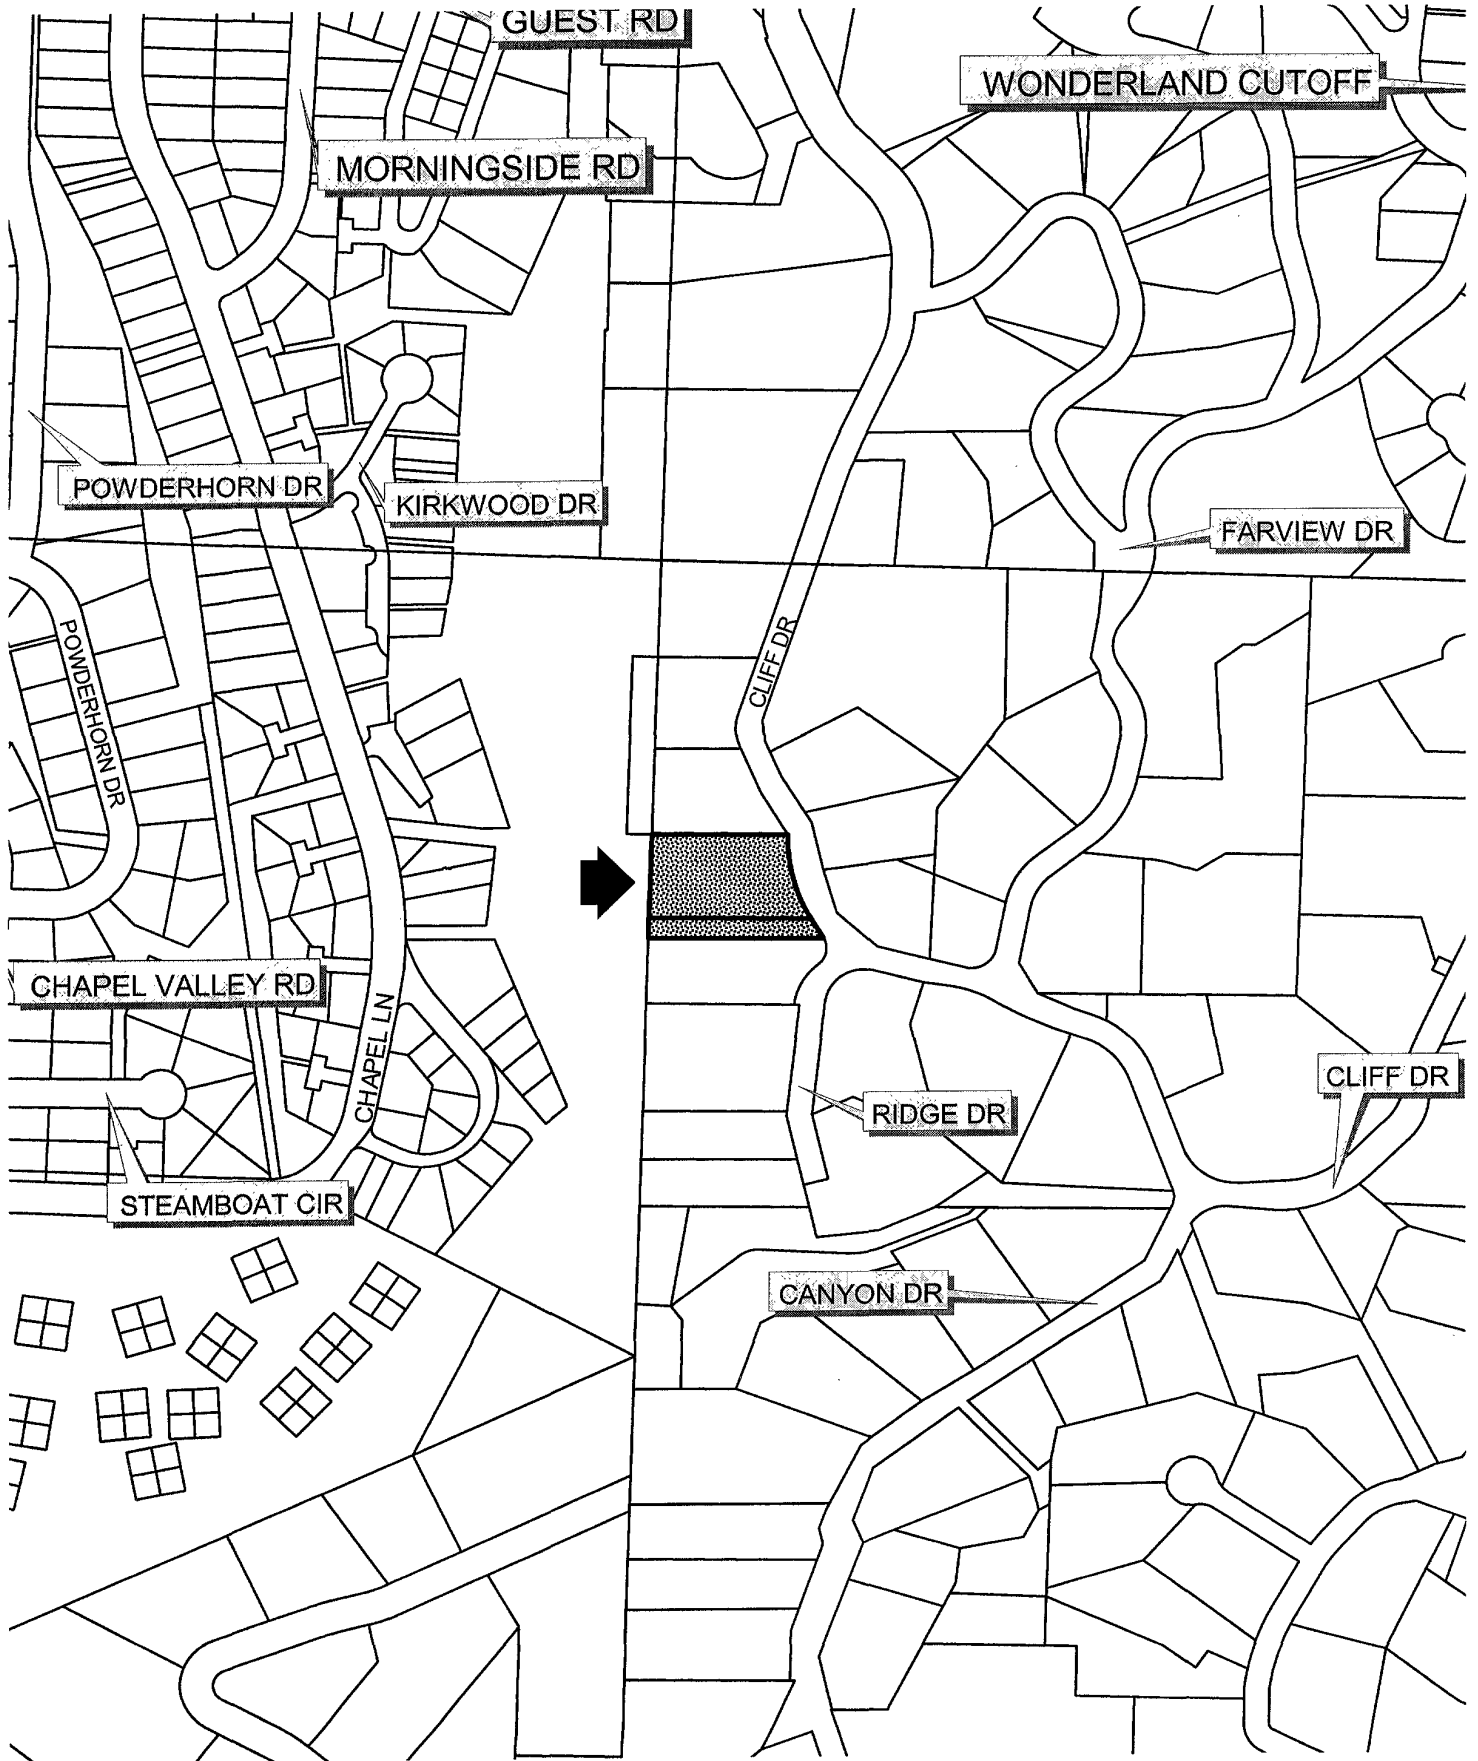 GUEST RD
WONDERLAND CUTOFF
MORNINGSIDE RD
POWDERHORN DR
KIRKWOOD DR
FARVIEW DR
CLIFF DR
POWDERHORN DR
CHAPEL VALLEY RD
CHAPEL LN
CLIFF DR
RIDGE DR
STEAMBOAT CIR
CANYON DR